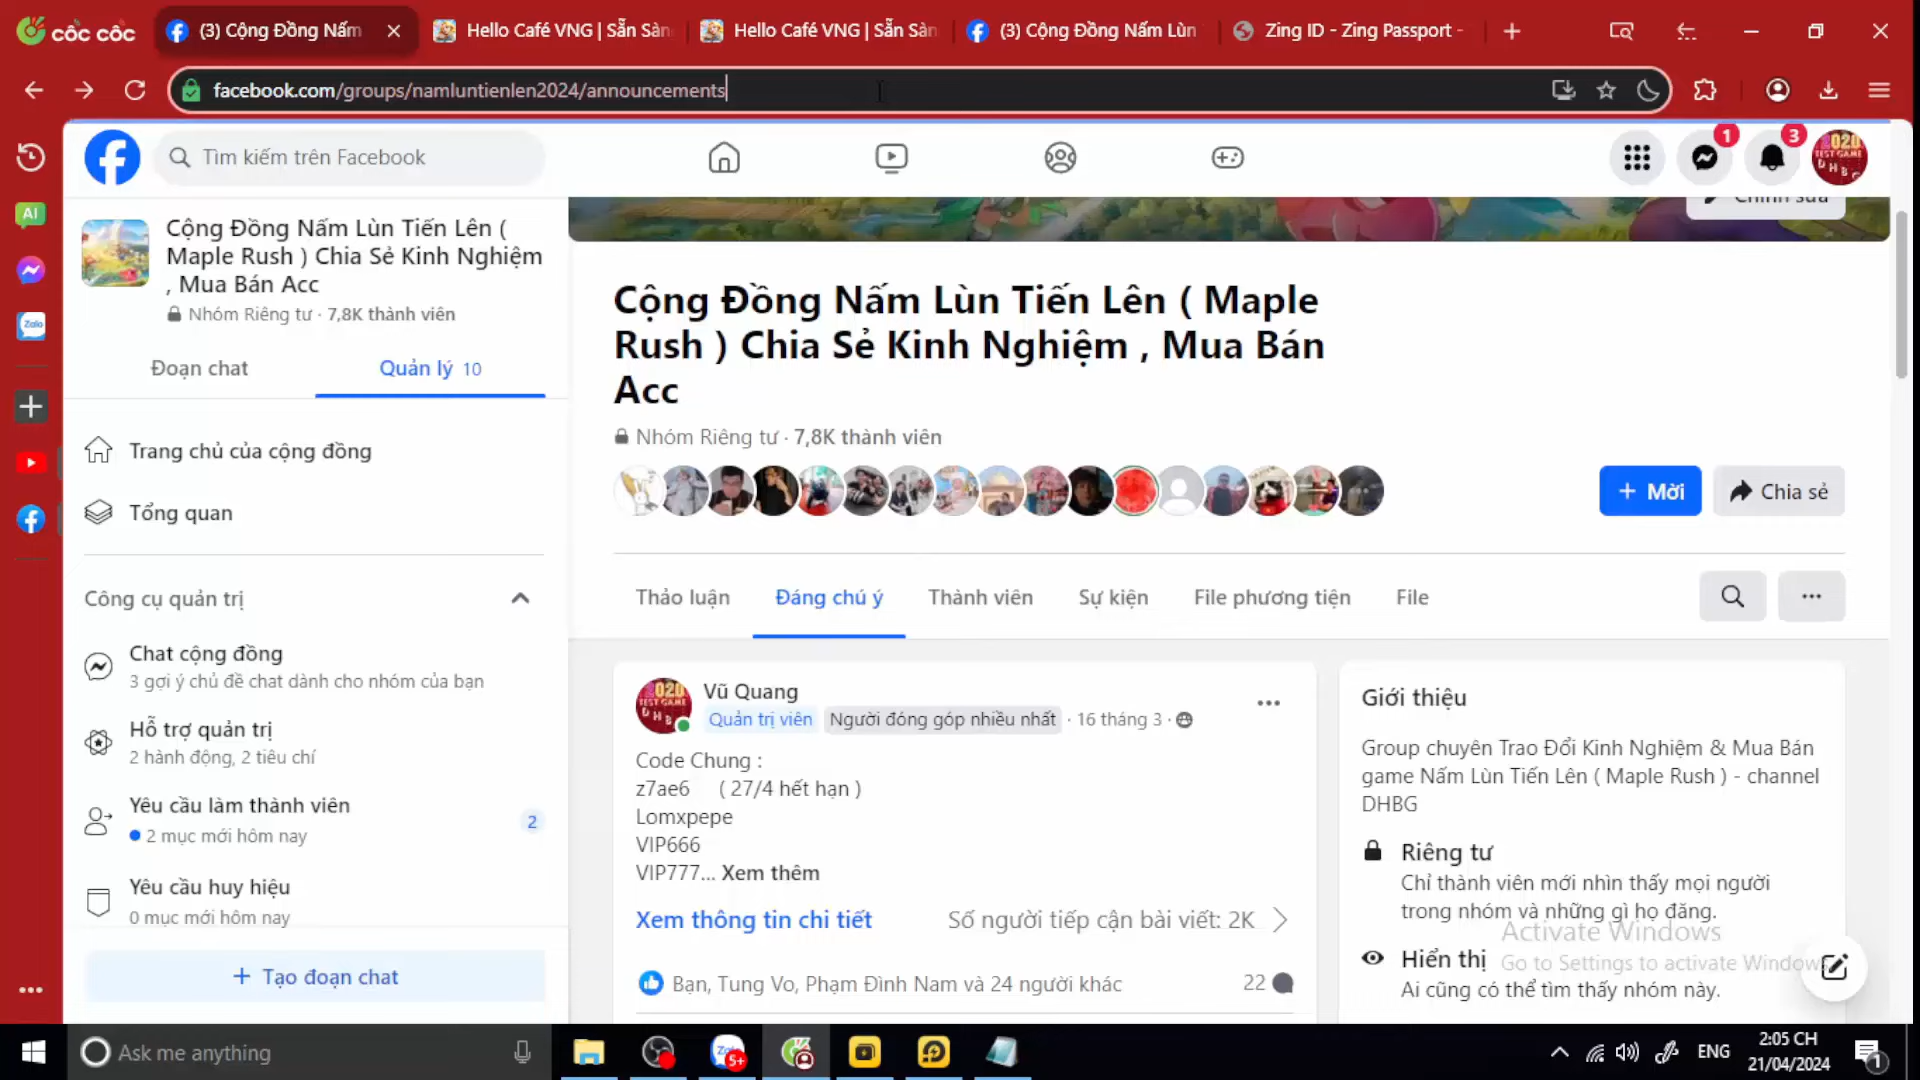 cốc cốc
(3) Cộng Đồng Nấm
Hello Café VNG | Sẵn Sàn
Hello Café VNG | Sẵn Sàn
(3) Cộng Đồng Nấm Lùn
Zing ID - Zing Passport -
facebook.com/groups/namluntienlen2024/announcements
AI
Zalo
Tìm kiếm trên Facebook
1
3
Cộng Đồng Nấm Lùn Tiến Lên (
Maple Rush ) Chia Sẻ Kinh Nghiệm
, Mua Bán Acc
Nhóm Riêng tư · 7,8K thành viên
Đoạn chat
Quản lý 10
Trang chủ của cộng đồng
Tổng quan
Công cụ quản trị
Chat cộng đồng
3 gợi ý chủ đề chat dành cho nhóm của bạn
Hỗ trợ quản trị
2 hành động, 2 tiêu chí
Yêu cầu làm thành viên
2 mục mới hôm nay
2
Yêu cầu huy hiệu
0 mục mới hôm nay
+ Tạo đoạn chat
Chỉnh sửa
Cộng Đồng Nấm Lùn Tiến Lên ( Maple
Rush ) Chia Sẻ Kinh Nghiệm , Mua Bán
Acc
Nhóm Riêng tư · 7,8K thành viên
+ Mời
Chia sẻ
Thảo luận
Đáng chú ý
Thành viên
Sự kiện
File phương tiện
File
2020
TEST GAME
DHBG
Vũ Quang
Quản trị viên
Người đóng góp nhiều nhất
· 16 tháng 3 ·
Code Chung :
z7ae6 ( 27/4 hết hạn )
Lomxpepe
VIP666
VIP777... Xem thêm
Xem thông tin chi tiết
Số người tiếp cận bài viết: 2K
Bạn, Tung Vo, Phạm Đình Nam và 24 người khác
22
Giới thiệu
Group chuyên Trao Đổi Kinh Nghiệm & Mua Bán
game Nấm Lùn Tiến Lên ( Maple Rush ) - channel
DHBG
Riêng tư
Chỉ thành viên mới nhìn thấy mọi người
trong nhóm và những gì họ đăng.
Hiển thị
Ai cũng có thể tìm thấy nhóm này.
Activate Windows
Go to Settings to activate Windows
Ask me anything
5+
ENG
2:05 CH
21/04/2024
1